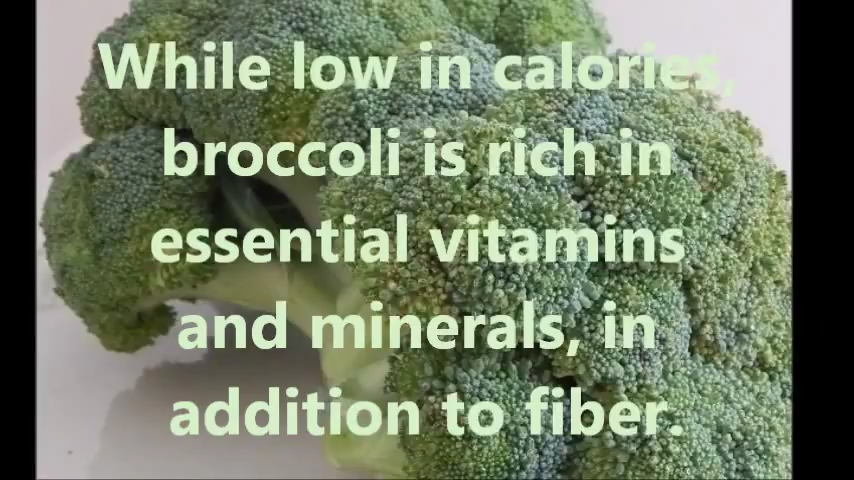 While low in calories,
broccoli is rich in
essential vitamins
and minerals, in
addition to fiber.